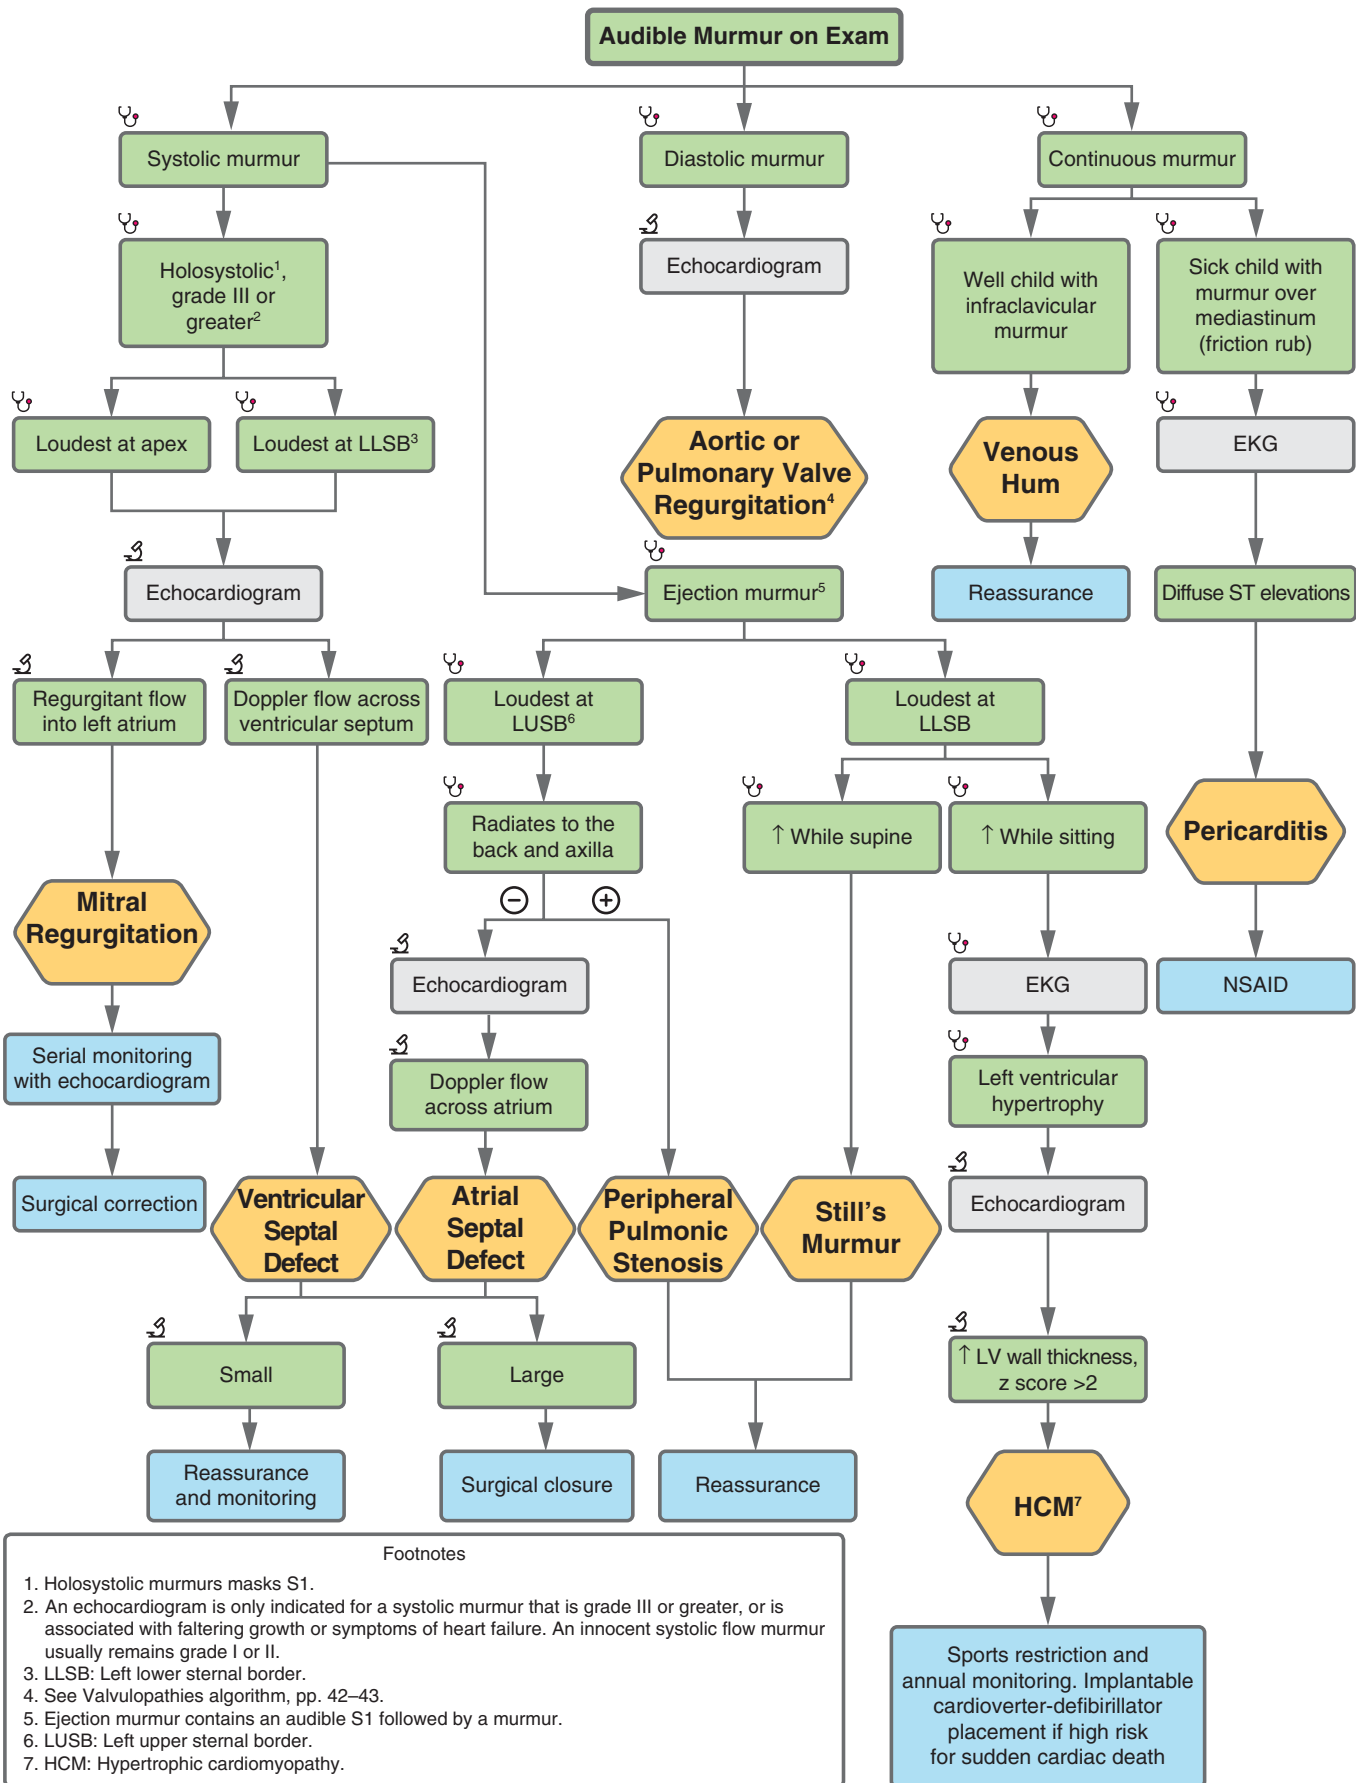 Audible Murmur on Exam
Systolic murmur
Diastolic murmur
Continuous murmur
Holosystolic¹,
grade III or
greater²
Echocardiogram
Well child with
infraclavicular
murmur
Sick child with
murmur over
mediastinum
(friction rub)
Loudest at apex
Loudest at LLSB³
Aortic or
Pulmonary Valve
Regurgitation⁴
Venous
Hum
EKG
Echocardiogram
Ejection murmur⁵
Reassurance
Diffuse ST elevations
Regurgitant flow
into left atrium
Doppler flow across
ventricular septum
Loudest at
LUSB⁶
Loudest at
LLSB
Radiates to the
back and axilla
↑ While supine
↑ While sitting
Pericarditis
Mitral
Regurgitation
− +
Echocardiogram
EKG
NSAID
Serial monitoring
with echocardiogram
Doppler flow
across atrium
Left ventricular
hypertrophy
Surgical correction
Ventricular
Septal
Defect
Atrial
Septal
Defect
Peripheral
Pulmonic
Stenosis
Still's
Murmur
Echocardiogram
Small
Large
↑ LV wall thickness,
z score >2
Reassurance
and monitoring
Surgical closure
Reassurance
HCM⁷
Sports restriction and
annual monitoring. Implantable
cardioverter-defibirillator
placement if high risk
for sudden cardiac death
Footnotes
1. Holosystolic murmurs masks S1.
2. An echocardiogram is only indicated for a systolic murmur that is grade III or greater, or is
associated with faltering growth or symptoms of heart failure. An innocent systolic flow murmur
usually remains grade I or II.
3. LLSB: Left lower sternal border.
4. See Valvulopathies algorithm, pp. 42–43.
5. Ejection murmur contains an audible S1 followed by a murmur.
6. LUSB: Left upper sternal border.
7. HCM: Hypertrophic cardiomyopathy.